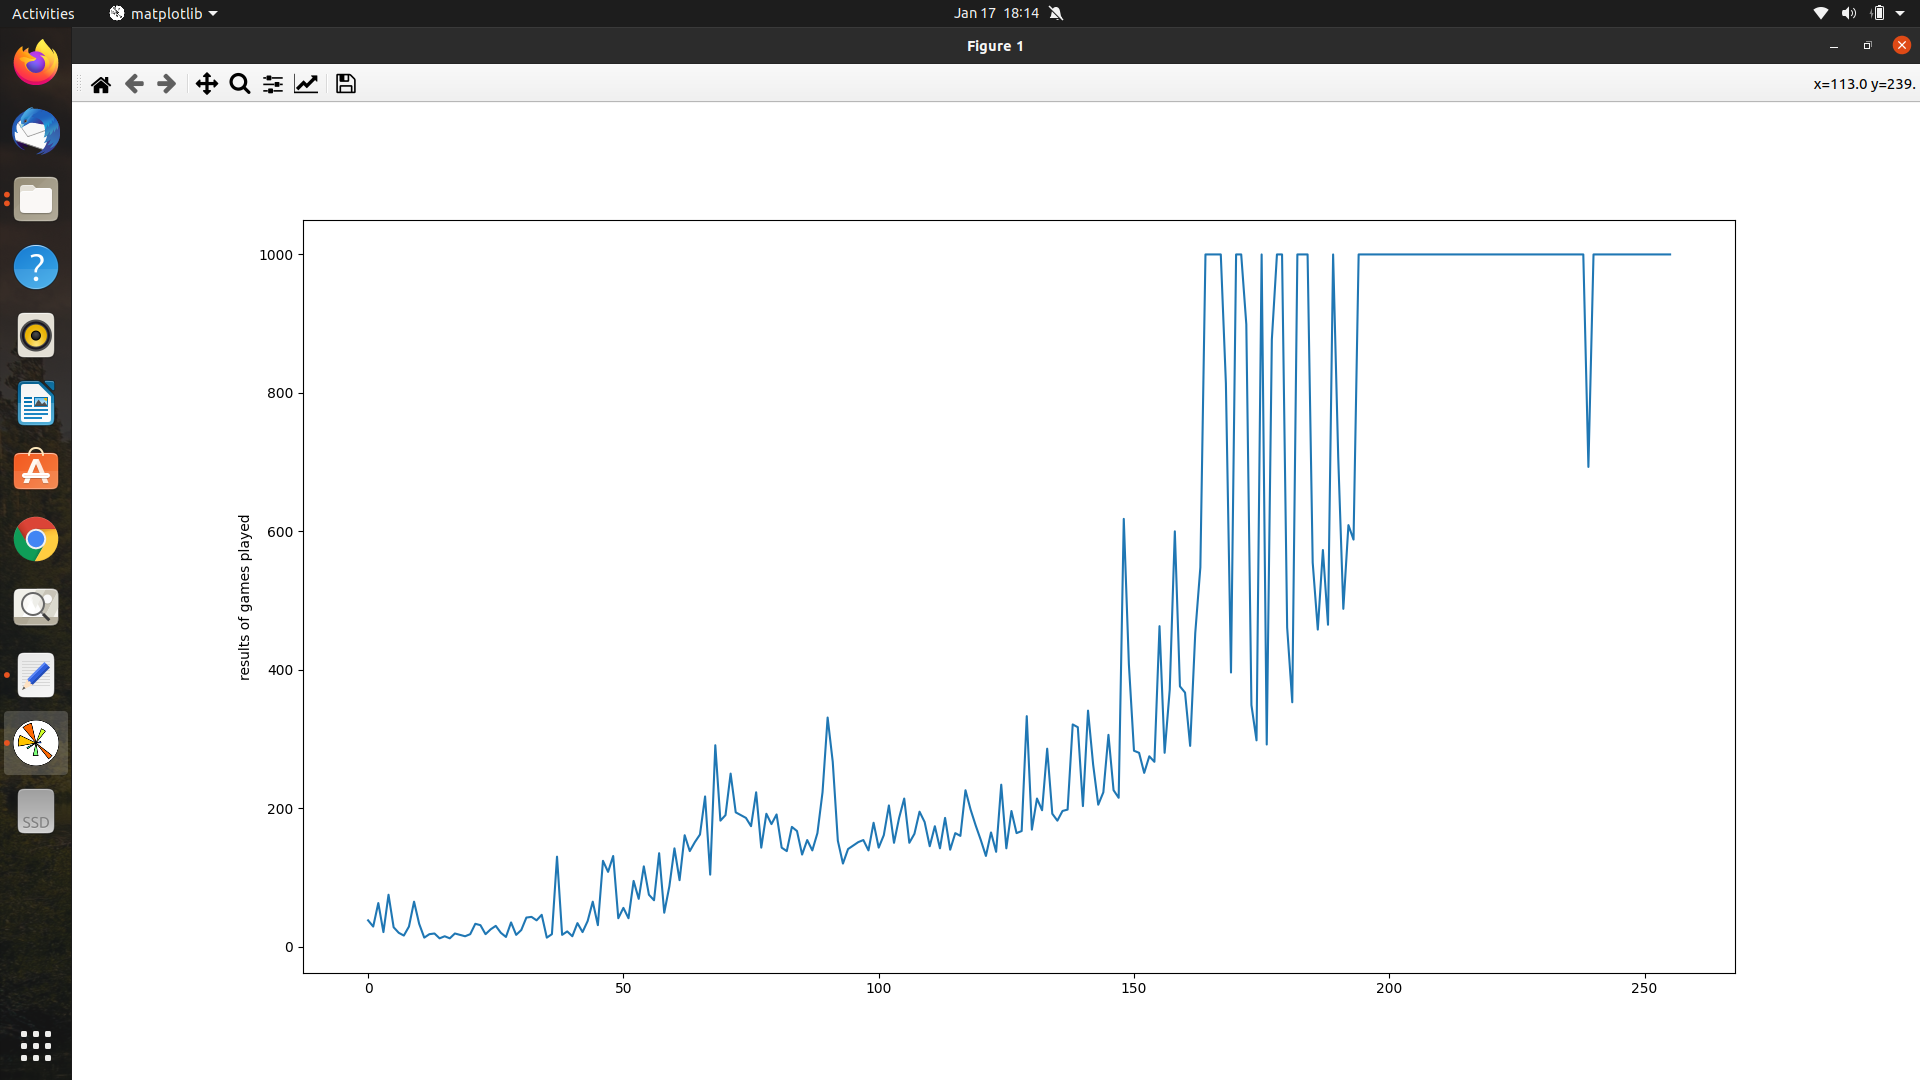 Activities
matplotlib
Jan 17 18:14
Figure 1
x=113.0 y=239.
1000
800
600
400
200
0
results of games played
0
50
100
150
200
250
SSD